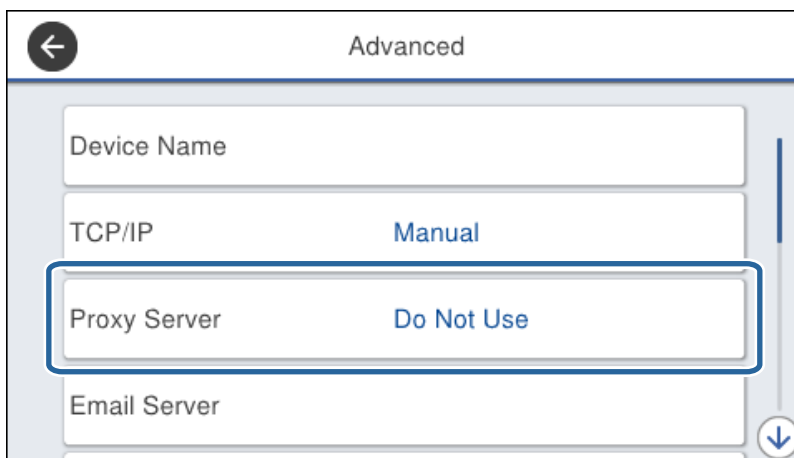 Advanced
Device Name
TCP/IP Manual
Proxy Server Do Not Use
Email Server